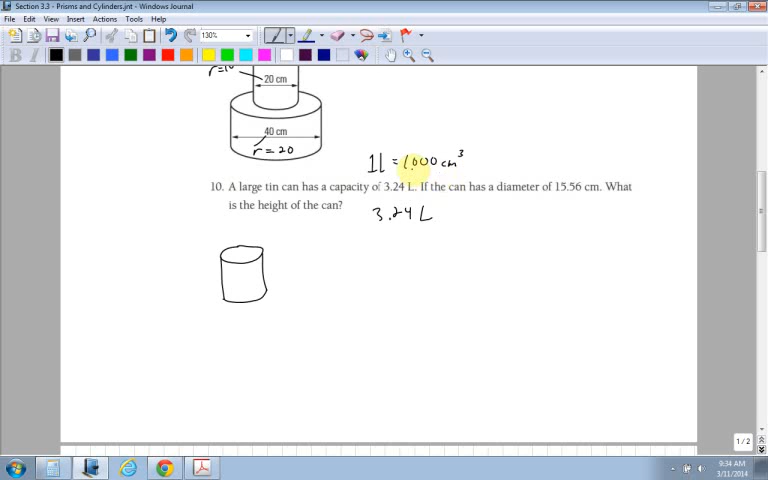 Section 3.3 - Prisms and Cylinders.jnt - Windows Journal
File Edit View Insert Actions Tools Help
130%
B I
r=10
20 cm
40 cm
r = 20
1L = 1000 cm³
10. A large tin can has a capacity of 3.24 L. If the can has a diameter of 15.56 cm. What
is the height of the can?
3.24 L
1 / 2
9:34 AM
3/11/2014